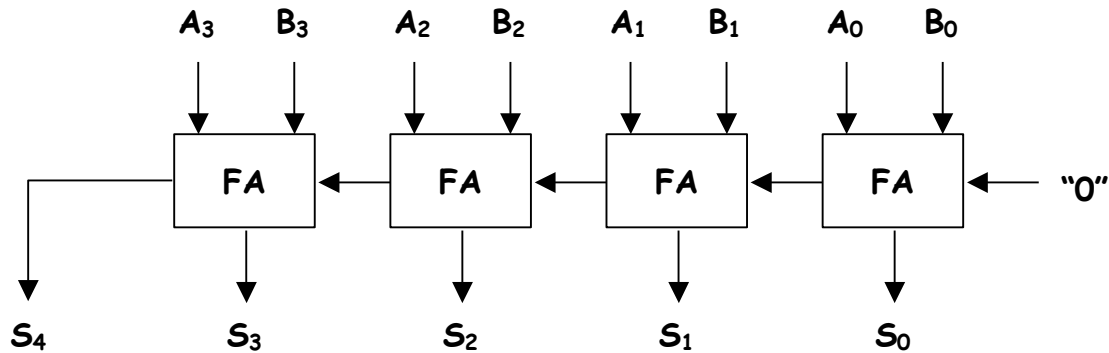 A₃ B₃ A₂ B₂ A₁ B₁ A₀ B₀
FA FA FA FA “0”
S₄ S₃ S₂ S₁ S₀